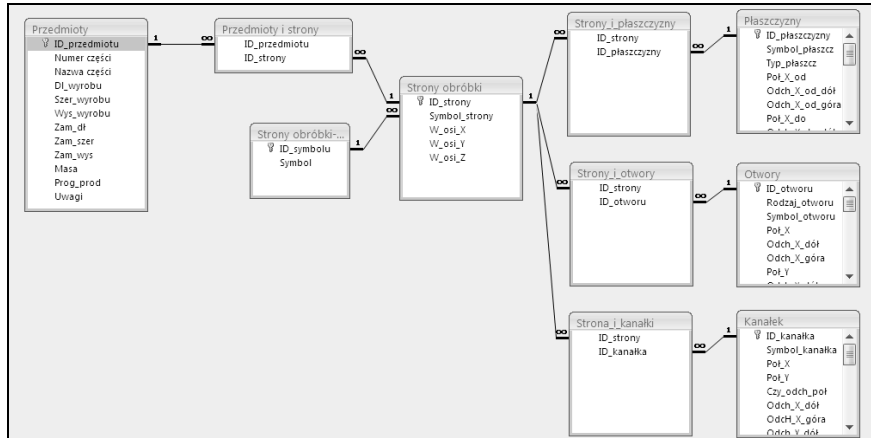 Przedmioty
ID_przedmiotu
Numer części
Nazwa części
Dl_wyrobu
Szer_wyrobu
Wys_wyrobu
Zam_dł
Zam_szer
Zam_wys
Masa
Prog_prod
Uwagi
1
∞
Przedmioty i strony
ID_przedmiotu
ID_strony
∞
1
Strony obróbki-...
ID_symbolu
Symbol
1
∞
Strony obróbki
ID_strony
Symbol_strony
W_osi_X
W_osi_Y
W_osi_Z
1
∞
Strony_i_płaszczyzny
ID_strony
ID_płaszczyzny
∞
1
Płaszczyzny
ID_płaszczyzny
Symbol_płaszcz
Typ_płaszcz
Poł_X_od
Odch_X_od_dół
Odch_X_od_góra
Poł_X_do
∞
Strony_i_otwory
ID_strony
ID_otworu
∞
1
Otwory
ID_otworu
Rodzaj_otworu
Symbol_otworu
Poł_X
Odch_X_dół
Odch_X_góra
Poł_Y
∞
Strona_i_kanałki
ID_strony
ID_kanałka
∞
1
Kanałek
ID_kanałka
Symbol_kanałka
Poł_X
Poł_Y
Czy_odch_poł
Odch_X_dół
OdcH_X_góra
Odch_Y_dół